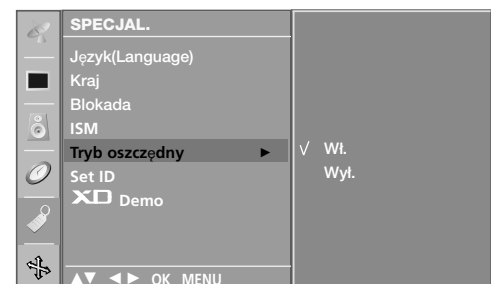 SPECJAL.
Język(Language)
Kraj
Blokada
ISM
Tryb oszczędny ► √ Wł.
Set ID Wył.
XD Demo
▲▼ ◄► OK MENU